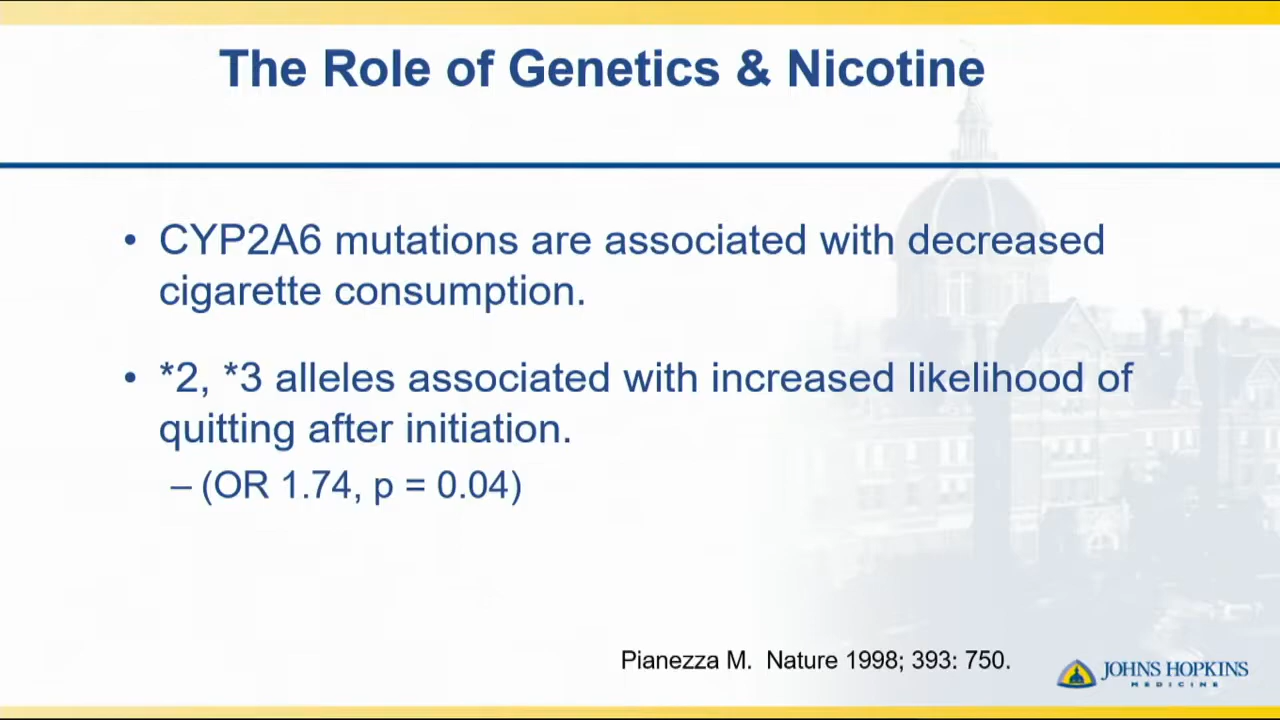 The Role of Genetics & Nicotine
• CYP2A6 mutations are associated with decreased
cigarette consumption.
• *2, *3 alleles associated with increased likelihood of
quitting after initiation.
– (OR 1.74, p = 0.04)
Pianezza M. Nature 1998; 393: 750.
JOHNS HOPKINS
MEDICINE